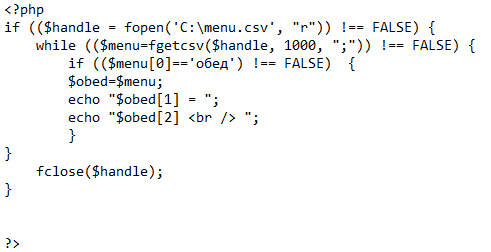 <?php
if (($handle = fopen('C:\menu.csv', "r")) !== FALSE) {
    while (($menu=fgetcsv($handle, 1000, ";")) !== FALSE) {
        if (($menu[0]=='обед') !== FALSE)  {
        $obed=$menu;
        echo "$obed[1] = ";
        echo "$obed[2] <br /> ";
        }
}
    fclose($handle);
}
?>